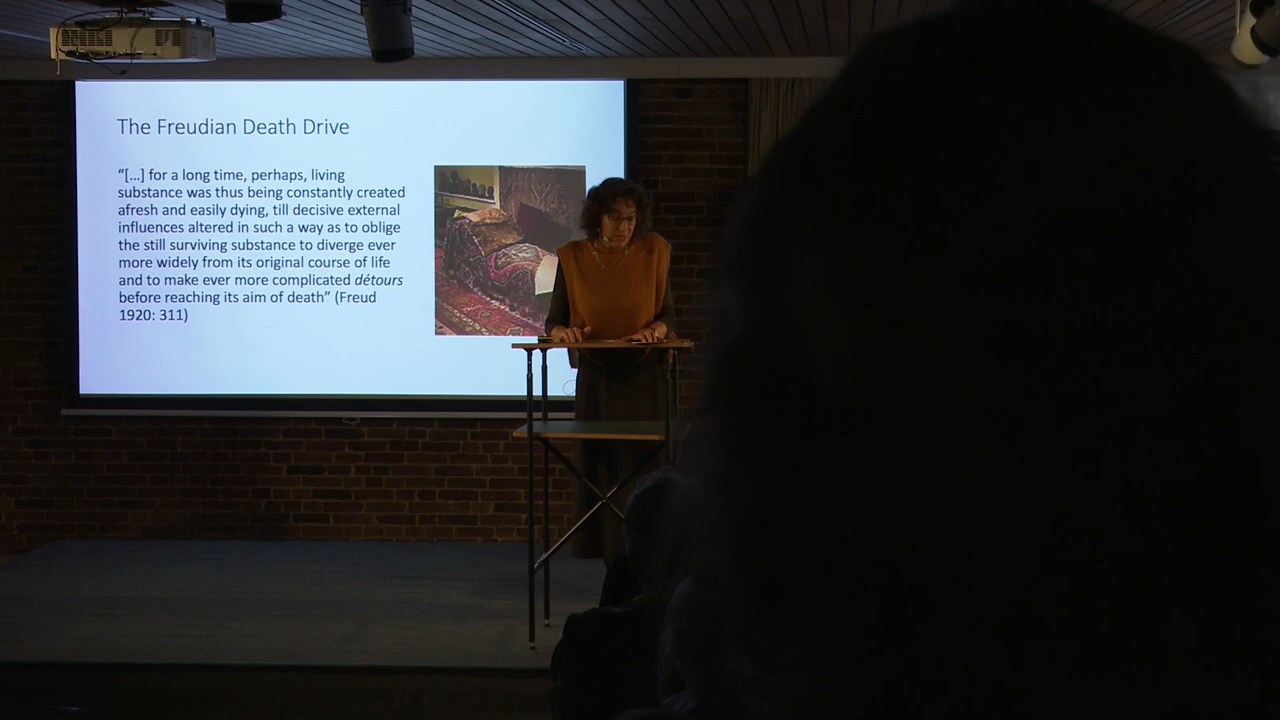 The Freudian Death Drive
“[…] for a long time, perhaps, living
substance was thus being constantly created
afresh and easily dying, till decisive external
influences altered in such a way as to oblige
the still surviving substance to diverge ever
more widely from its original course of life
and to make ever more complicated détours
before reaching its aim of death” (Freud
1920: 311)